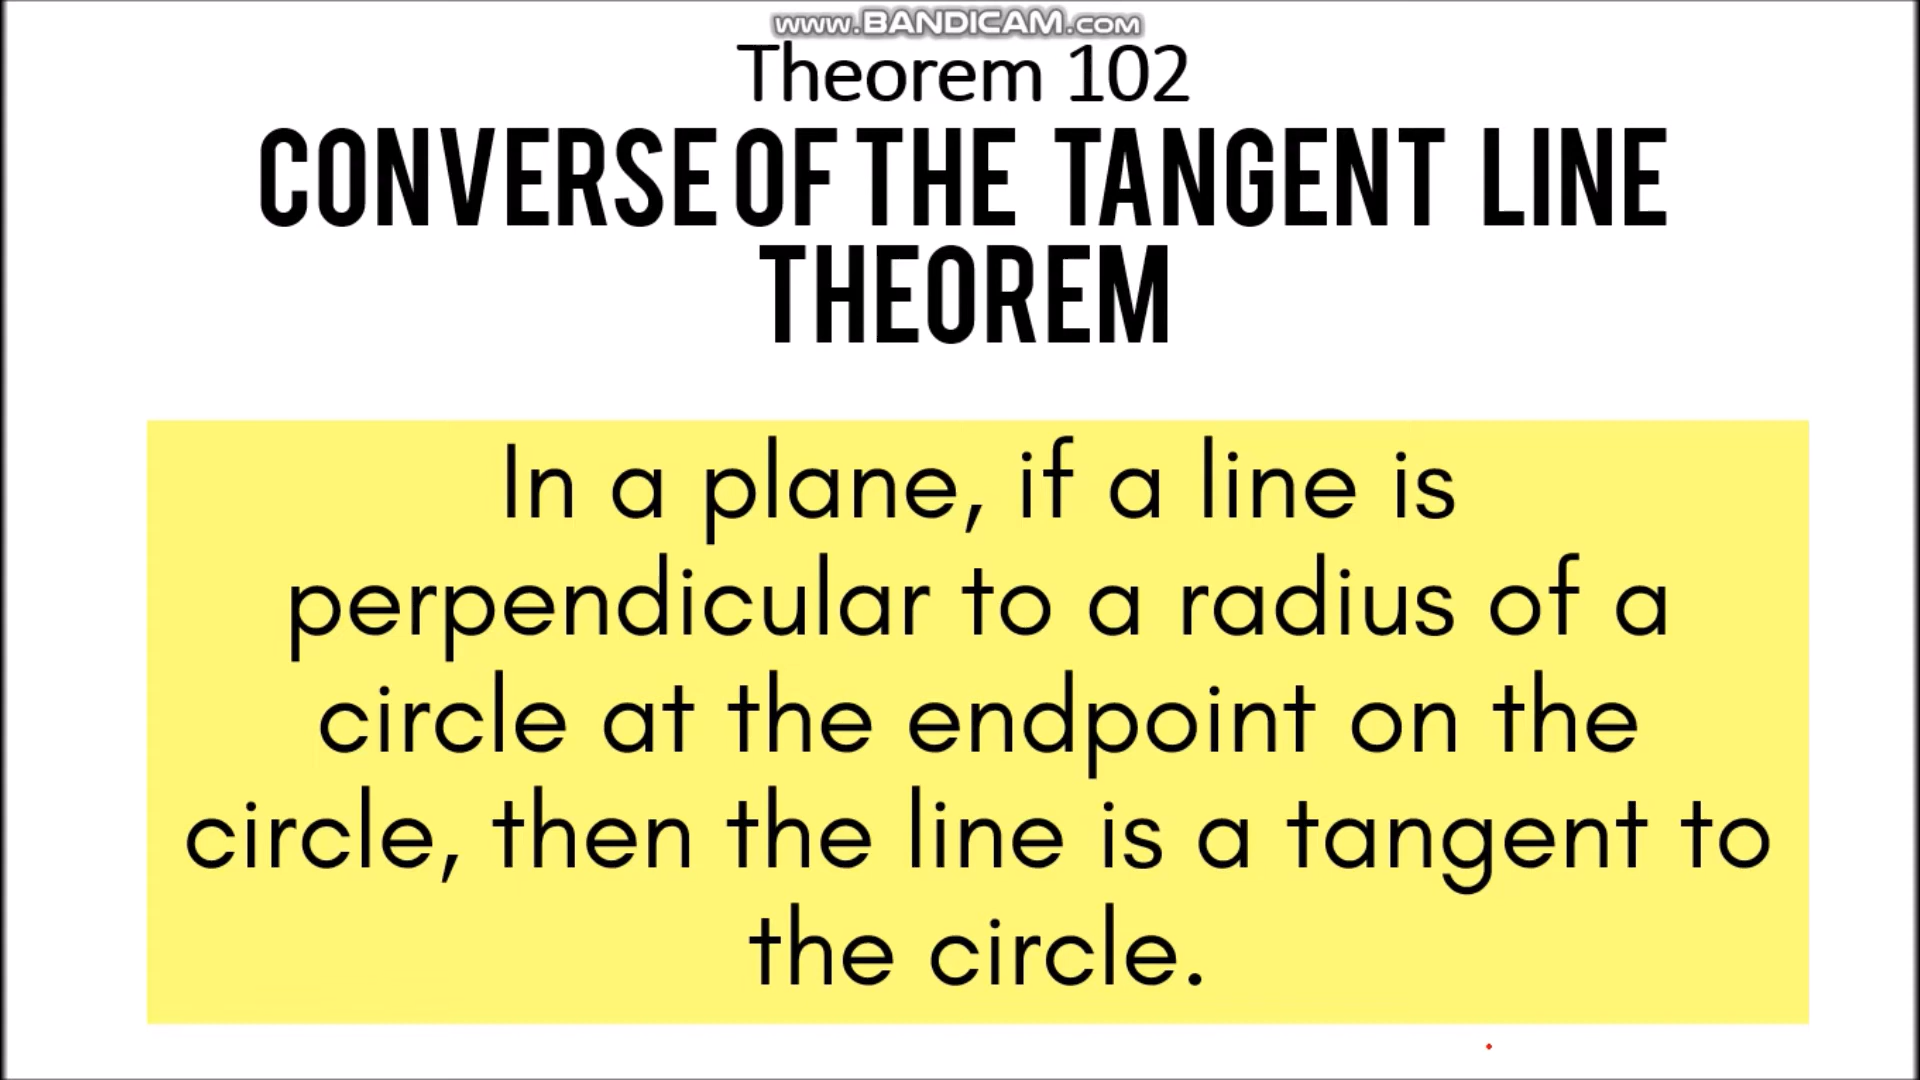 www.BANDICAM.com
Theorem 102
CONVERSE OF THE TANGENT LINE
THEOREM
In a plane, if a line is
perpendicular to a radius of a
circle at the endpoint on the
circle, then the line is a tangent to
the circle.